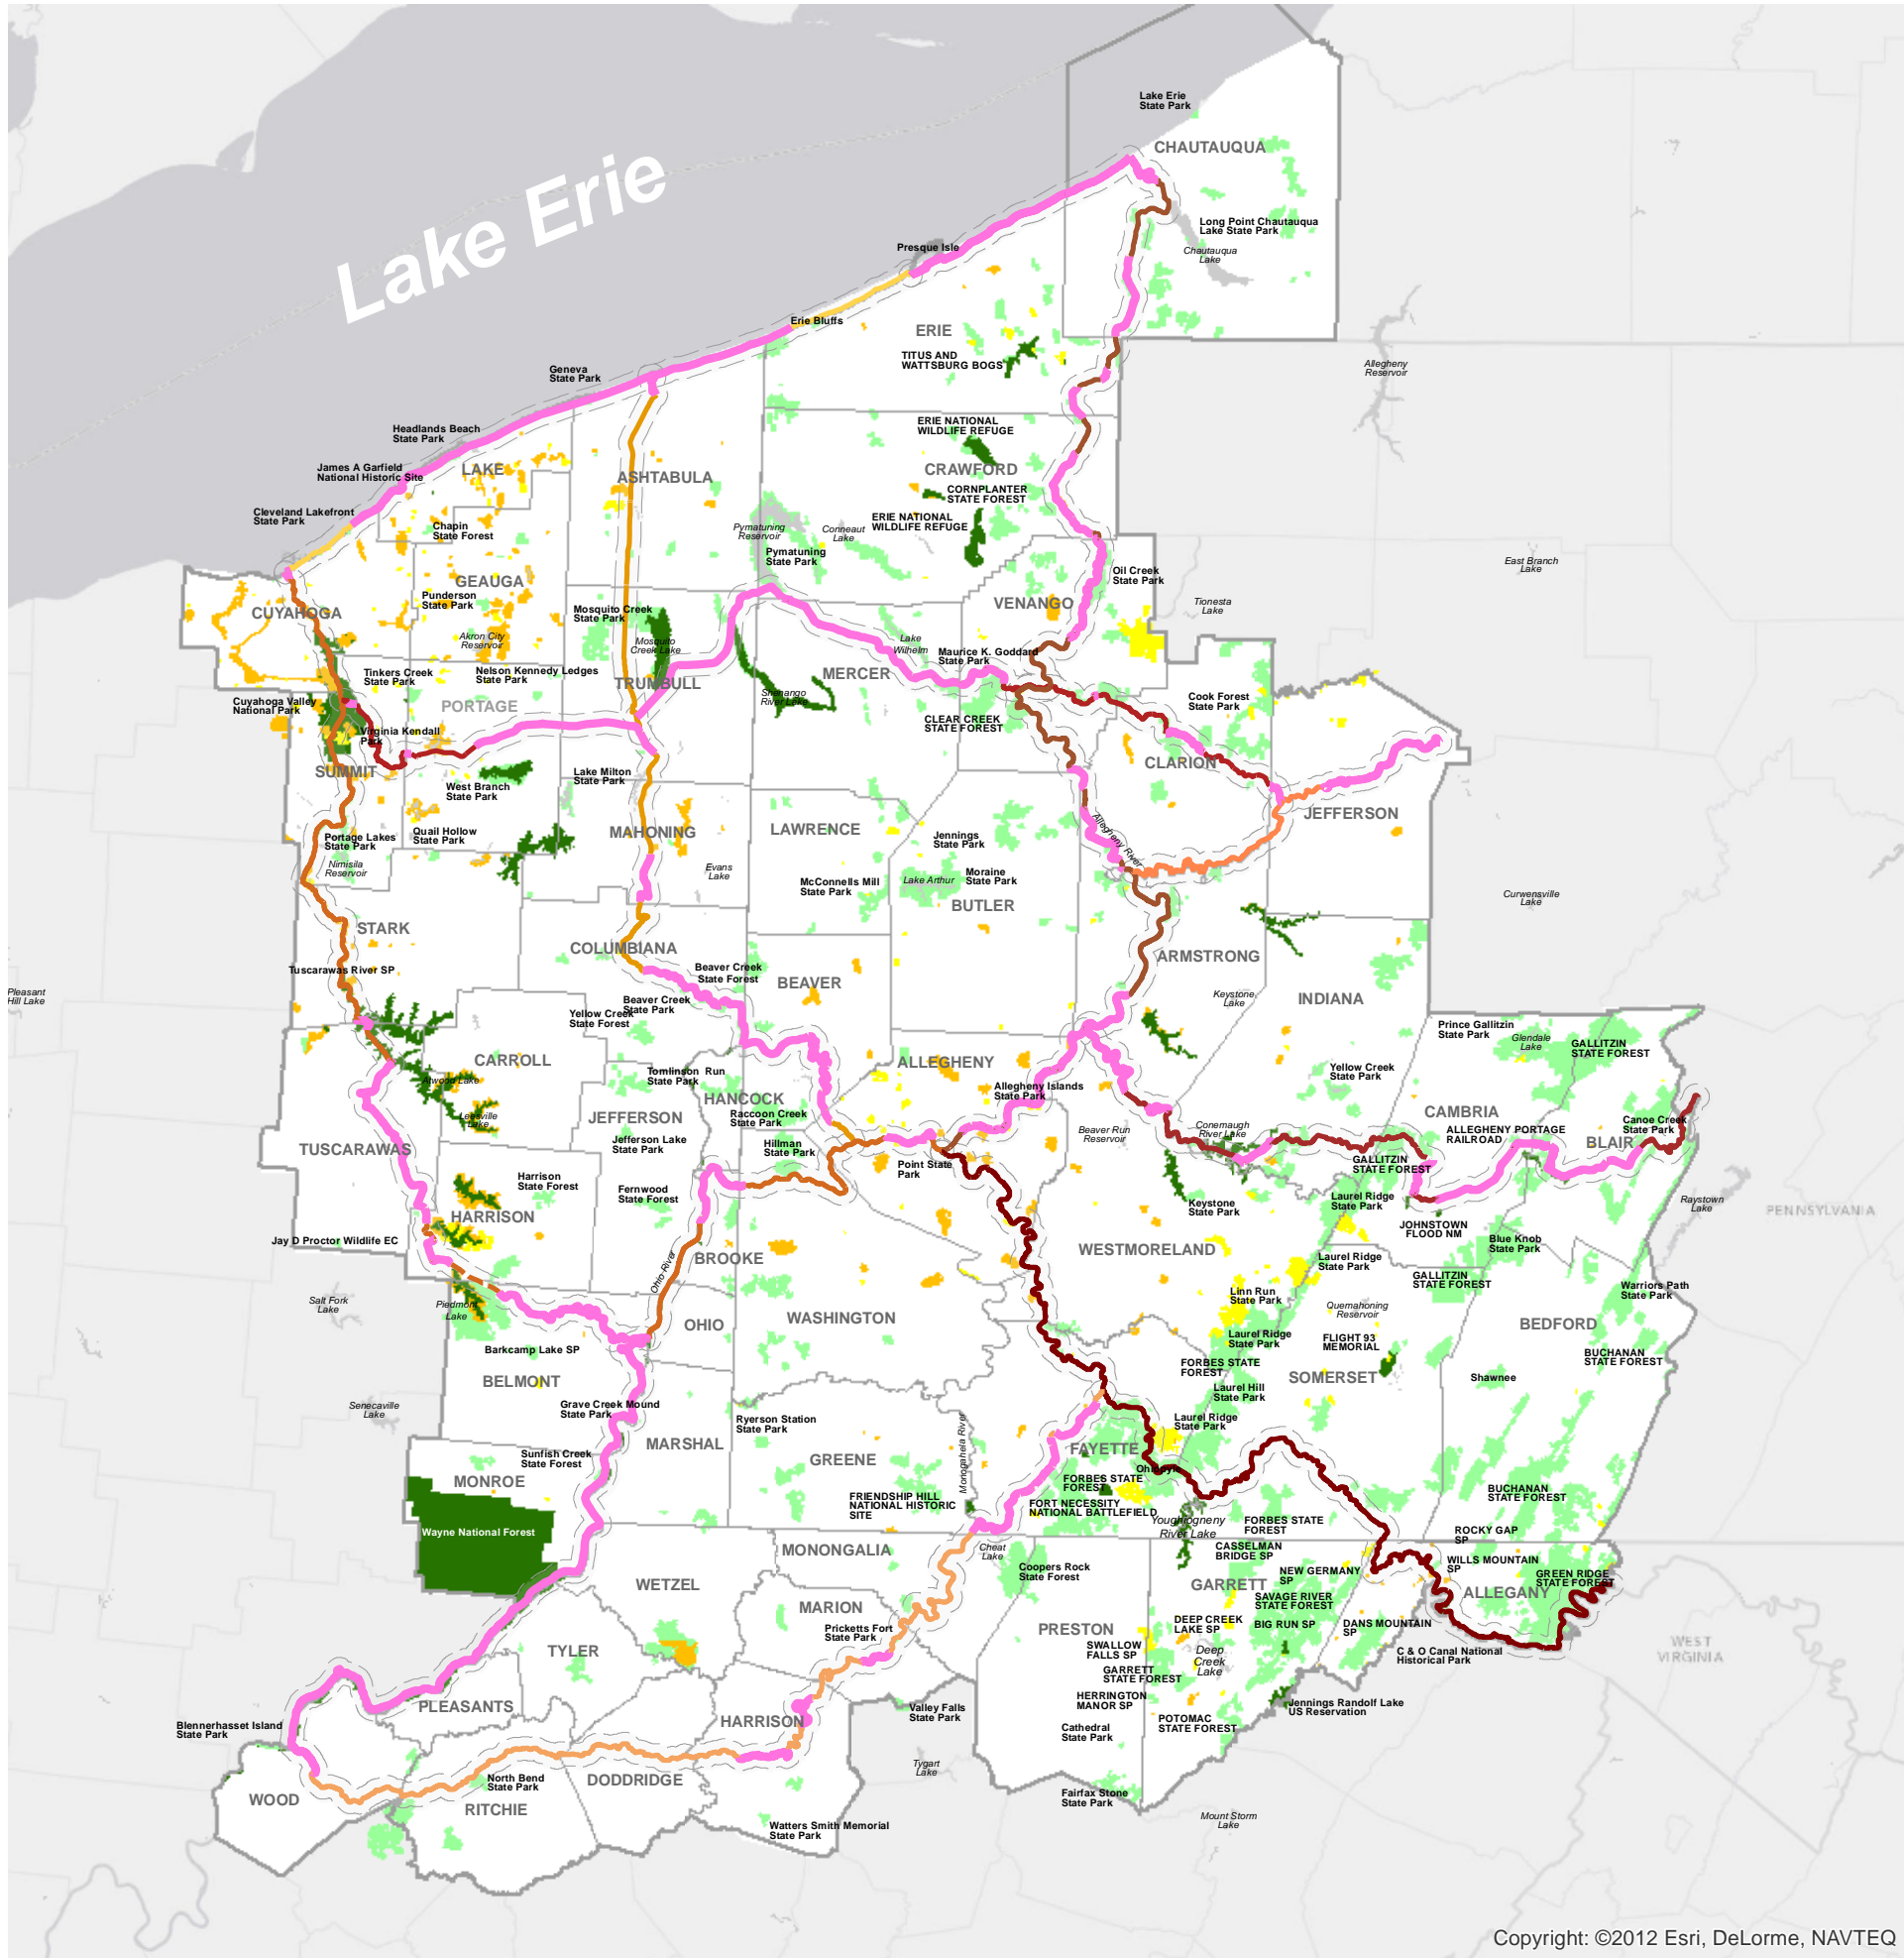 Lake Erie
State Park
CHAUTAUQUA
Lake Erie
Long Point Chautauqua
Lake State Park
Chautauqua
Lake
Presque Isle
Erie Bluffs
ERIE
TITUS AND
WATTSBURG BOGS
Allegheny
Reservoir
Geneva
State Park
Headlands Beach
State Park
ERIE NATIONAL
WILDLIFE REFUGE
James A Garfield
National Historic Site
LAKE
ASHTABULA
CRAWFORD
CORNPLANTER
STATE FOREST
Cleveland Lakefront
State Park
Chapin
State Forest
ERIE NATIONAL
WILDLIFE REFUGE
Pymatuning
Reservoir
Conneaut
Lake
Pymatuning
State Park
East Branch
Lake
Oil Creek
State Park
GEAUGA
Punderson
State Park
CUYAHOGA
Mosquito Creek
State Park
VENANGO
Tionesta
Lake
Akron City
Reservoir
Mosquito
Creek Lake
Lake
Wilhelm
Maurice K. Goddard
State Park
Tinkers Creek
State Park
Nelson Kennedy Ledges
State Park
TRUMBULL
MERCER
Shenango
River Lake
Cuyahoga Valley
National Park
PORTAGE
Cook Forest
State Park
CLEAR CREEK
STATE FOREST
Virginia Kendall
Park
SUMMIT
Lake Milton
State Park
CLARION
West Branch
State Park
JEFFERSON
Portage Lakes
State Park
Quail Hollow
State Park
MAHONING
LAWRENCE
Jennings
State Park
Allegheny River
Nimisila
Reservoir
Evans
Lake
McConnells Mill
State Park
Lake Arthur
Moraine
State Park
BUTLER
Curwensville
Lake
STARK
COLUMBIANA
ARMSTRONG
Tuscarawas River SP
Beaver Creek
State Forest
BEAVER
Pleasant
Hill Lake
Beaver Creek
State Park
Yellow Creek
State Forest
Keystone
Lake
INDIANA
Prince Gallitzin
State Park
Glendale
Lake
GALLITZIN
STATE FOREST
CARROLL
Atwood Lake
Tomlinson Run
State Park
ALLEGHENY
Allegheny Islands
State Park
Yellow Creek
State Park
Leesville
Lake
JEFFERSON
HANCOCK
Raccoon Creek
State Park
CAMBRIA
Canoe Creek
State Park
Jefferson Lake
State Park
Hillman
State Park
Beaver Run
Reservoir
Conemaugh
River Lake
ALLEGHENY PORTAGE
RAILROAD
BLAIR
TUSCARAWAS
Point State
Park
GALLITZIN
STATE FOREST
Harrison
State Forest
Fernwood
State Forest
Keystone
State Park
Laurel Ridge
State Park
Raystown
Lake
PENNSYLVANIA
HARRISON
JOHNSTOWN
FLOOD NM
Jay D Proctor Wildlife EC
BROOKE
Ohio River
WESTMORELAND
Blue Knob
State Park
Laurel Ridge
State Park
GALLITZIN
STATE FOREST
Warriors Path
State Park
Salt Fork
Lake
Piedmont
Lake
Linn Run
State Park
Quemahoning
Reservoir
OHIO
WASHINGTON
BEDFORD
Laurel Ridge
State Park
FLIGHT 93
MEMORIAL
Barkcamp Lake SP
FORBES STATE
FOREST
BUCHANAN
STATE FOREST
BELMONT
SOMERSET
Shawnee
Laurel Hill
State Park
Senecaville
Lake
Grave Creek Mound
State Park
Ryerson Station
State Park
Laurel Ridge
State Park
MARSHAL
Monogahela River
FAYETTE
Sunfish Creek
State Forest
GREENE
MONROE
FORBES STATE
FOREST
FRIENDSHIP HILL
NATIONAL HISTORIC
SITE
FORT NECESSITY
NATIONAL BATTLEFIELD
BUCHANAN
STATE FOREST
Youghiogheny
River Lake
FORBES STATE
FOREST
Wayne National Forest
ROCKY GAP
SP
MONONGALIA
Cheat
Lake
CASSELMAN
BRIDGE SP
WILLS MOUNTAIN
SP
Coopers Rock
State Forest
WETZEL
GARRETT
NEW GERMANY
SP
ALLEGANY
GREEN RIDGE
STATE FOREST
SAVAGE RIVER
STATE FOREST
MARION
Pricketts Fort
State Park
PRESTON
DEEP CREEK
LAKE SP
BIG RUN SP
DANS MOUNTAIN
SP
TYLER
SWALLOW
FALLS SP
Deep
Creek
Lake
C & O Canal National
Historical Park
WEST
VIRGINIA
GARRETT
STATE FOREST
HERRINGTON
MANOR SP
Jennings Randolf Lake
US Reservation
PLEASANTS
HARRISON
Valley Falls
State Park
POTOMAC
STATE FOREST
Blennerhasset Island
State Park
Cathedral
State Park
Tygart
Lake
North Bend
State Park
DODDRIDGE
WOOD
RITCHIE
Fairfax Stone
State Park
Mount Storm
Lake
Watters Smith Memorial
State Park
Copyright: ©2012 Esri, DeLorme, NAVTEQ